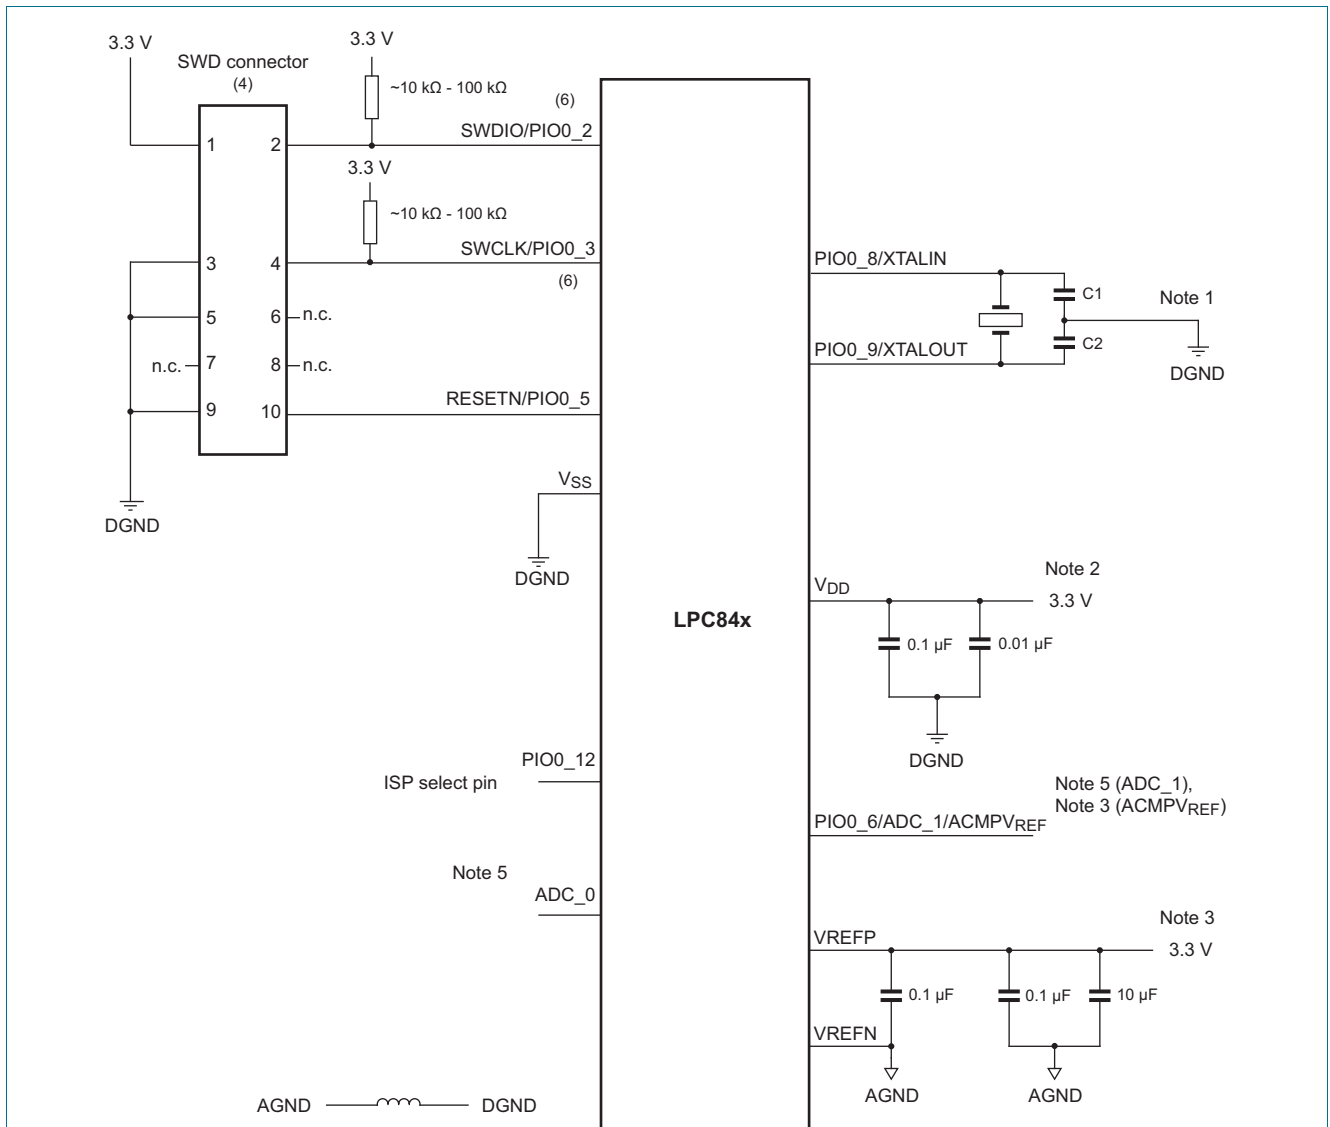 3.3 V
SWD connector
(4)
3.3 V
~10 kΩ - 100 kΩ
(6)
SWDIO/PIO0_2
1 2
3.3 V
~10 kΩ - 100 kΩ
SWCLK/PIO0_3
(6)
3 4
5 6 n.c.
n.c. 7 8 n.c.
9 10
RESETN/PIO0_5
DGND
VSS
DGND
LPC84x
PIO0_12
ISP select pin
Note 5
ADC_0
AGND DGND
PIO0_8/XTALIN
C1
Note 1
C2
PIO0_9/XTALOUT
DGND
Note 2
VDD
3.3 V
0.1 µF 0.01 µF
DGND
Note 5 (ADC_1),
Note 3 (ACMPVREF)
PIO0_6/ADC_1/ACMPVREF
Note 3
VREFP
3.3 V
0.1 µF 0.1 µF 10 µF
VREFN
AGND AGND